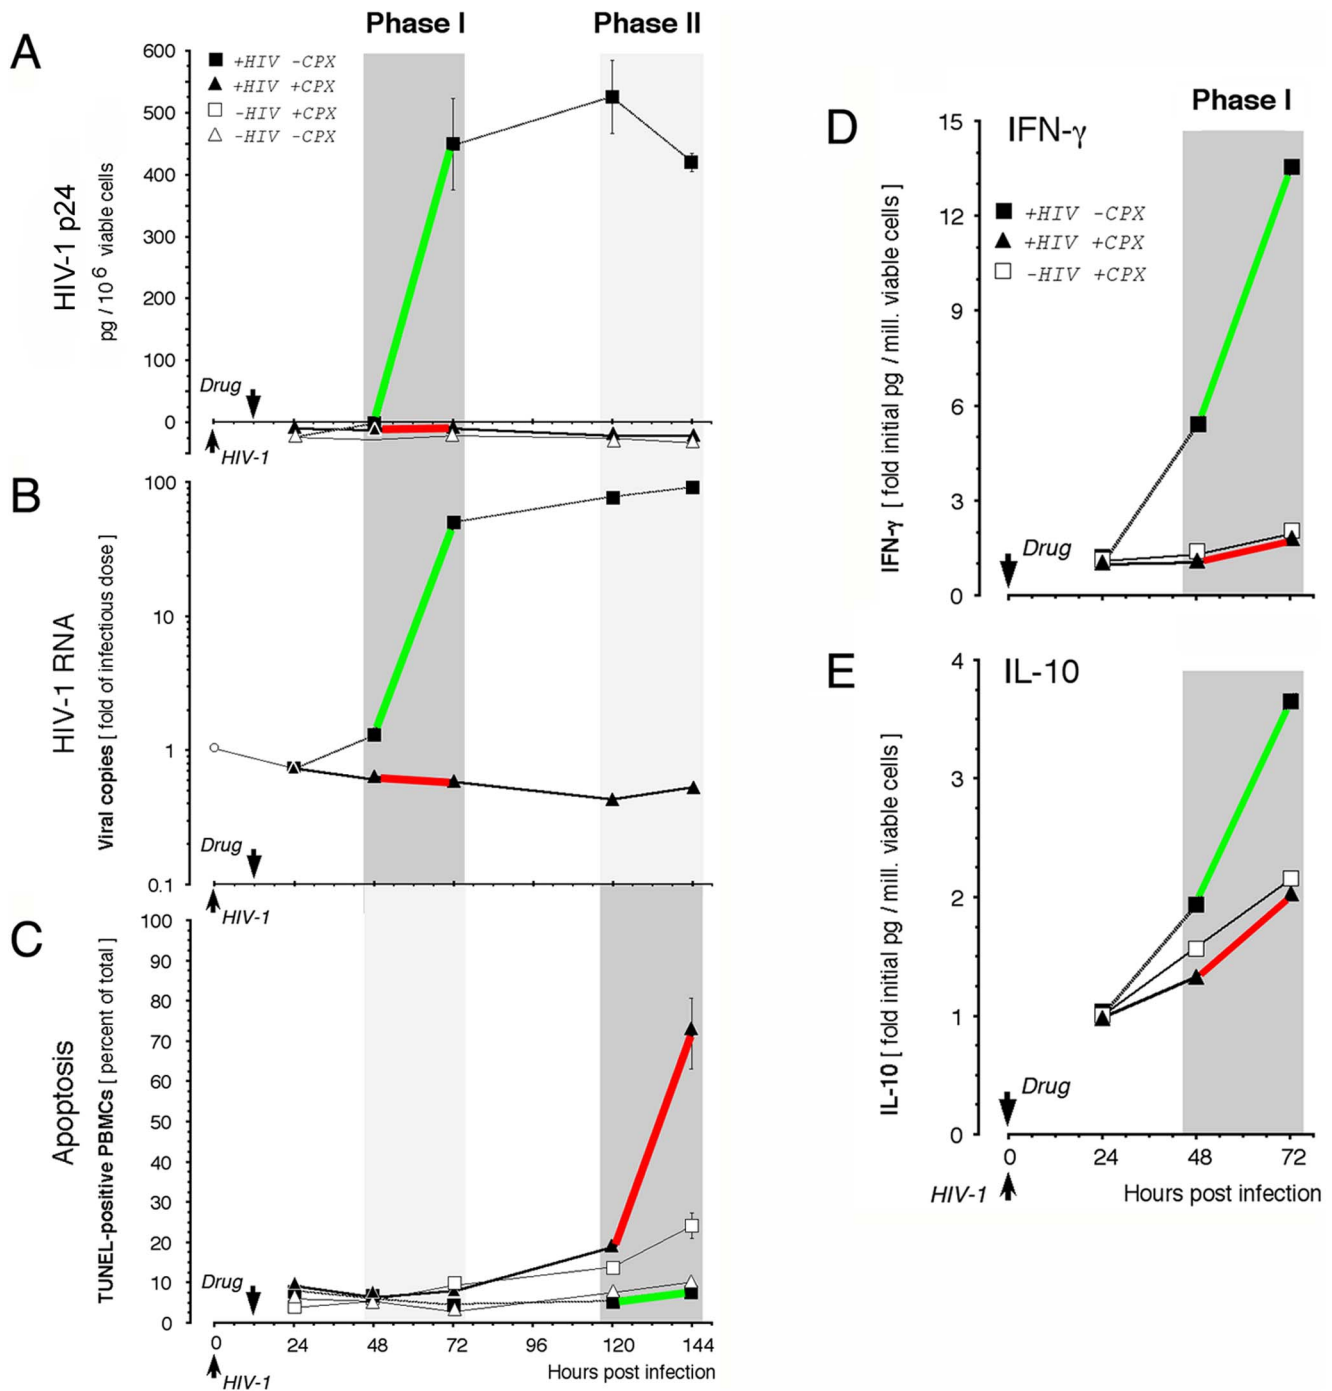 Phase I
Phase II
A
600
500
400
300
200
100
0
HIV-1 p24
pg / 10^6 viable cells
+HIV -CPX
+HIV +CPX
-HIV +CPX
-HIV -CPX
Drug
HIV-1
B
100
10
1
0.1
HIV-1 RNA
Viral copies [ fold of infectious dose ]
Drug
HIV-1
C
100
90
80
70
60
50
40
30
20
10
0
Apoptosis
TUNEL-positive PBMCs [ percent of total ]
Drug
0 24 48 72 96 120 144
Hours post infection
HIV-1
Phase I
D
15
12
9
6
3
0
IFN-γ
IFN-γ [ fold initial pg / mill. viable cells ]
+HIV -CPX
+HIV +CPX
-HIV +CPX
Drug
E
4
3
2
1
0
IL-10
IL-10 [ fold initial pg / mill. viable cells ]
Drug
0 24 48 72
HIV-1
Hours post infection